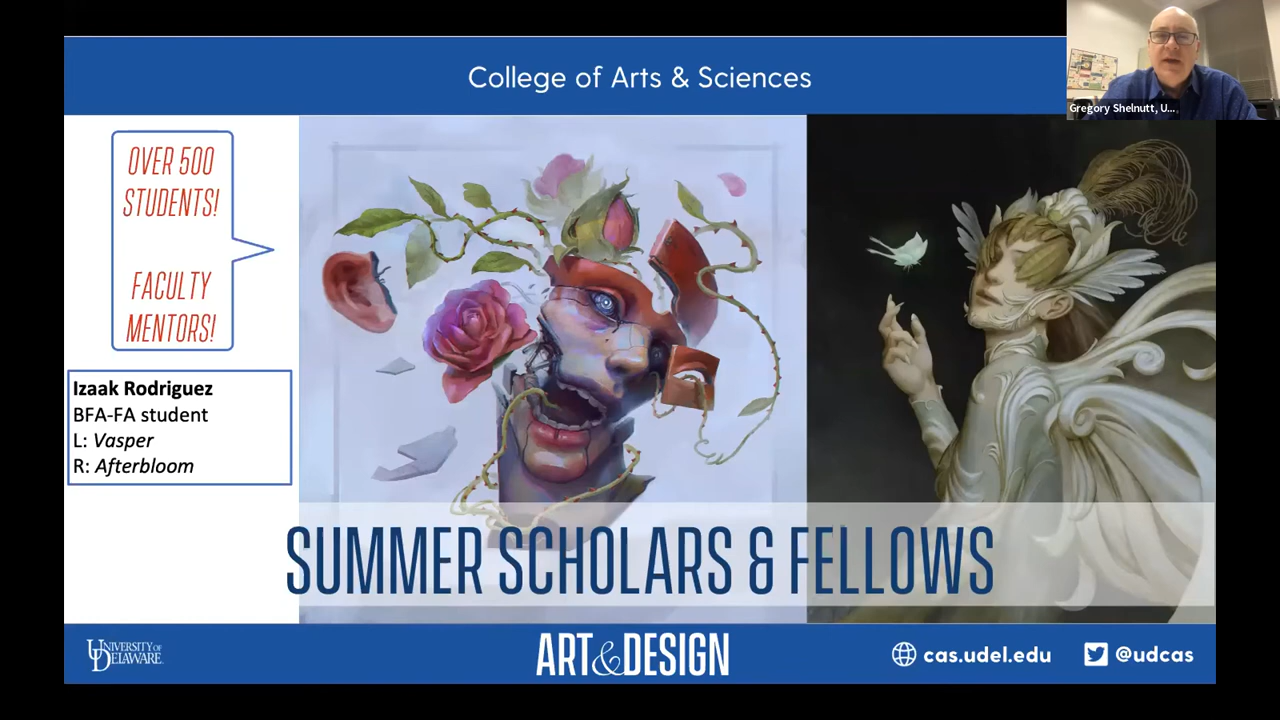 College of Arts & Sciences
Gregory Shelnutt, U...
OVER 500
STUDENTS!
FACULTY
MENTORS!
Izaak Rodriguez
BFA-FA student
L: Vasper
R: Afterbloom
SUMMER SCHOLARS & FELLOWS
UNIVERSITY OF
DELAWARE
ART & DESIGN
cas.udel.edu
@udcas